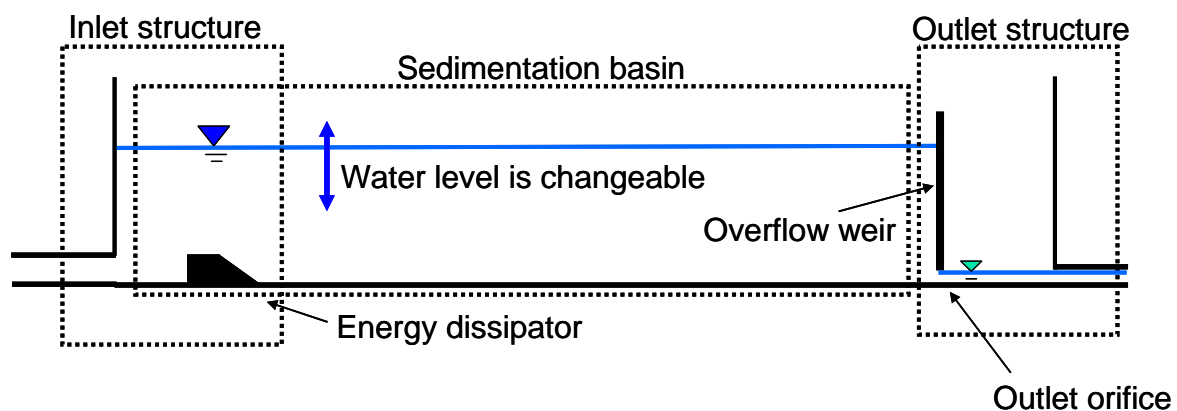 Inlet structure
Outlet structure
Sedimentation basin
Water level is changeable
Overflow weir
Energy dissipator
Outlet orifice